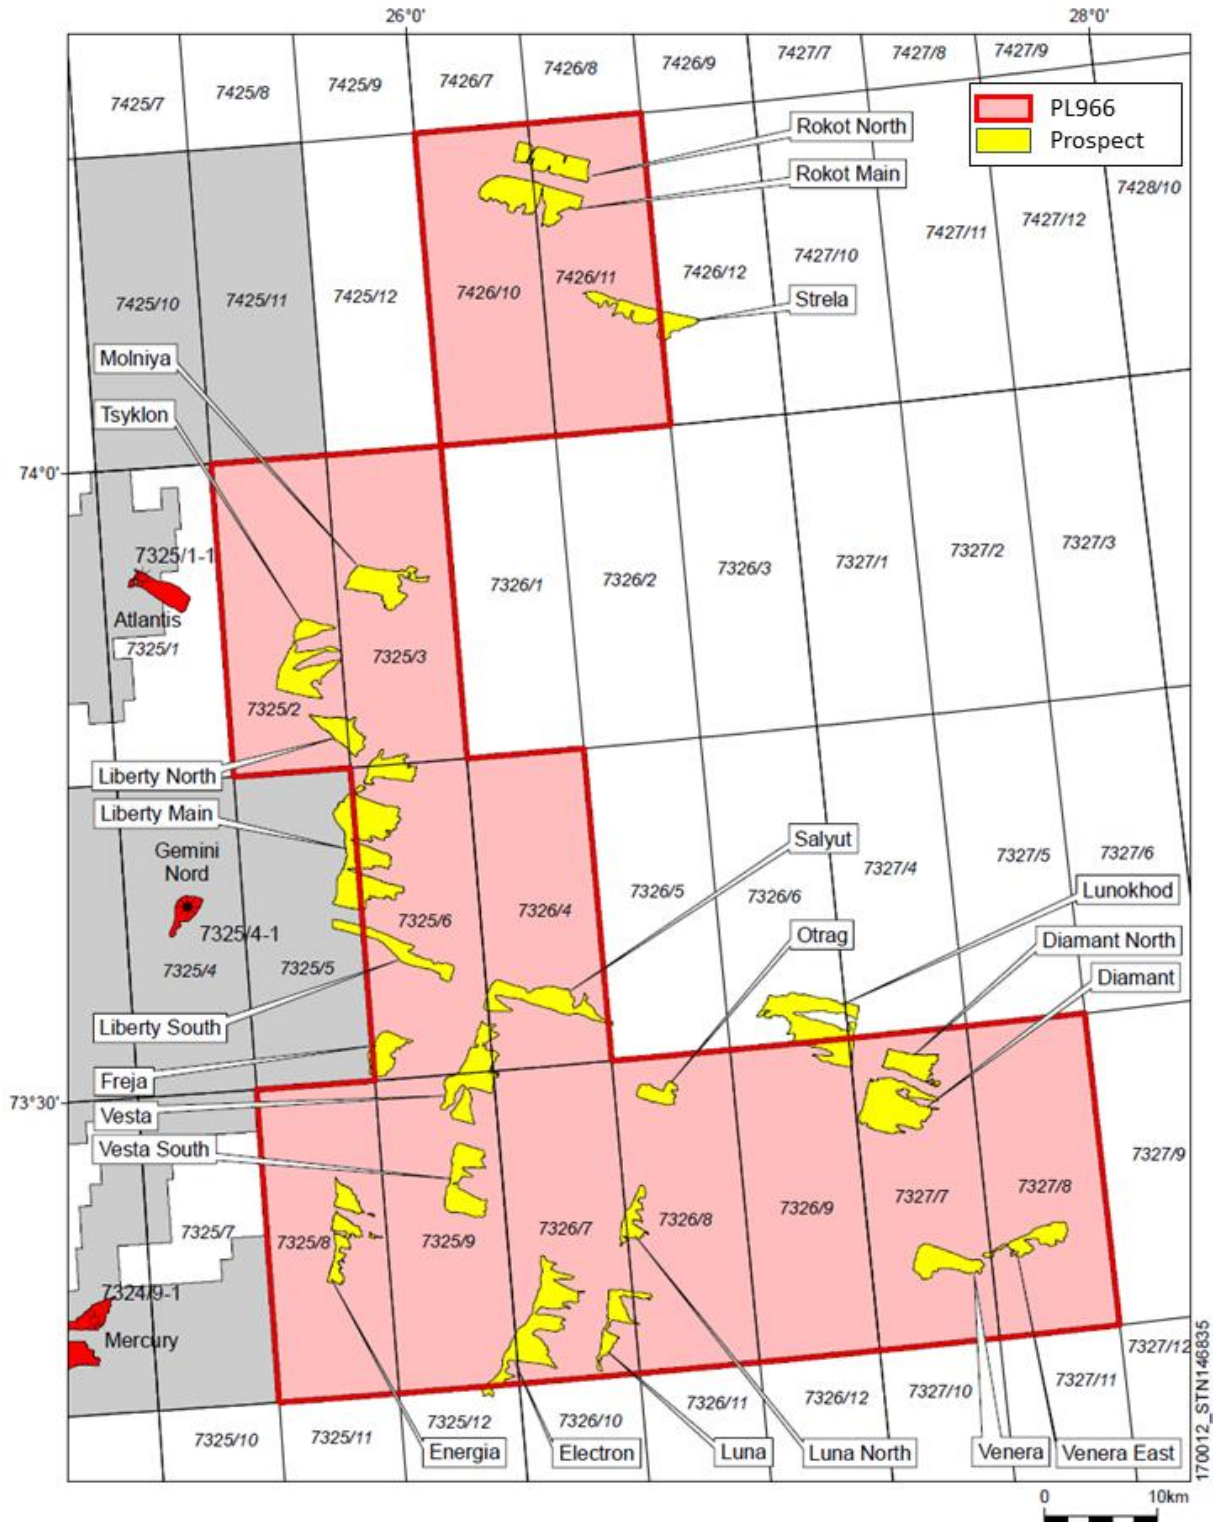 26°0'
28°0'
7425/7
7425/8
7425/9
7426/7
7426/8
7426/9
7427/7
7427/8
7427/9
PL966
Prospect
Rokot North
Rokot Main
7428/10
7425/10
7425/11
7425/12
7426/10
7426/11
7426/12
7427/10
7427/11
7427/12
Strela
Molniya
Tsyklon
74°0'
7325/1-1
Atlantis
7325/1
7325/2
7325/3
7326/1
7326/2
7326/3
7327/1
7327/2
7327/3
Liberty North
Liberty Main
Gemini
Nord
7325/4-1
7325/4
7325/5
7325/6
7326/4
7326/5
7326/6
7327/4
7327/5
7327/6
Salyut
Lunokhod
Otrag
Diamant North
Diamant
Liberty South
Freja
73°30'
Vesta
Vesta South
7325/7
7325/8
7325/9
7326/7
7326/8
7326/9
7327/7
7327/8
7327/9
7324/9-1
Mercury
7325/10
7325/11
7325/12
7326/10
7326/11
7326/12
7327/10
7327/11
7327/12
Energia
Electron
Luna
Luna North
Venera
Venera East
170012_STN146835
0
10km